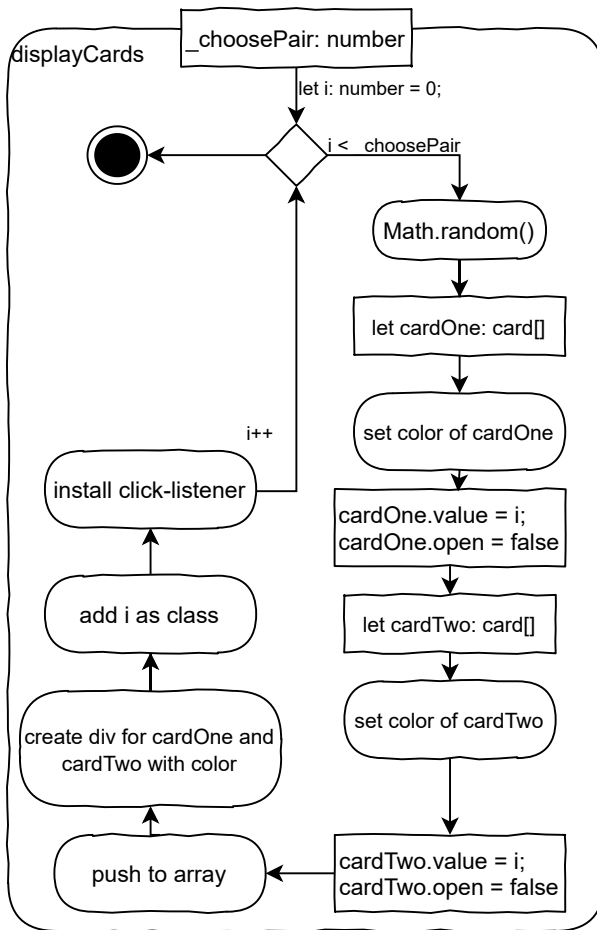 displayCards
_choosePair: number
let i: number = 0;
i < _choosePair
Math.random()
let cardOne: card[]
set color of cardOne
cardOne.value = i;
cardOne.open = false
let cardTwo: card[]
set color of cardTwo
cardTwo.value = i;
cardTwo.open = false
push to array
create div for cardOne and
cardTwo with color
add i as class
install click-listener
i++